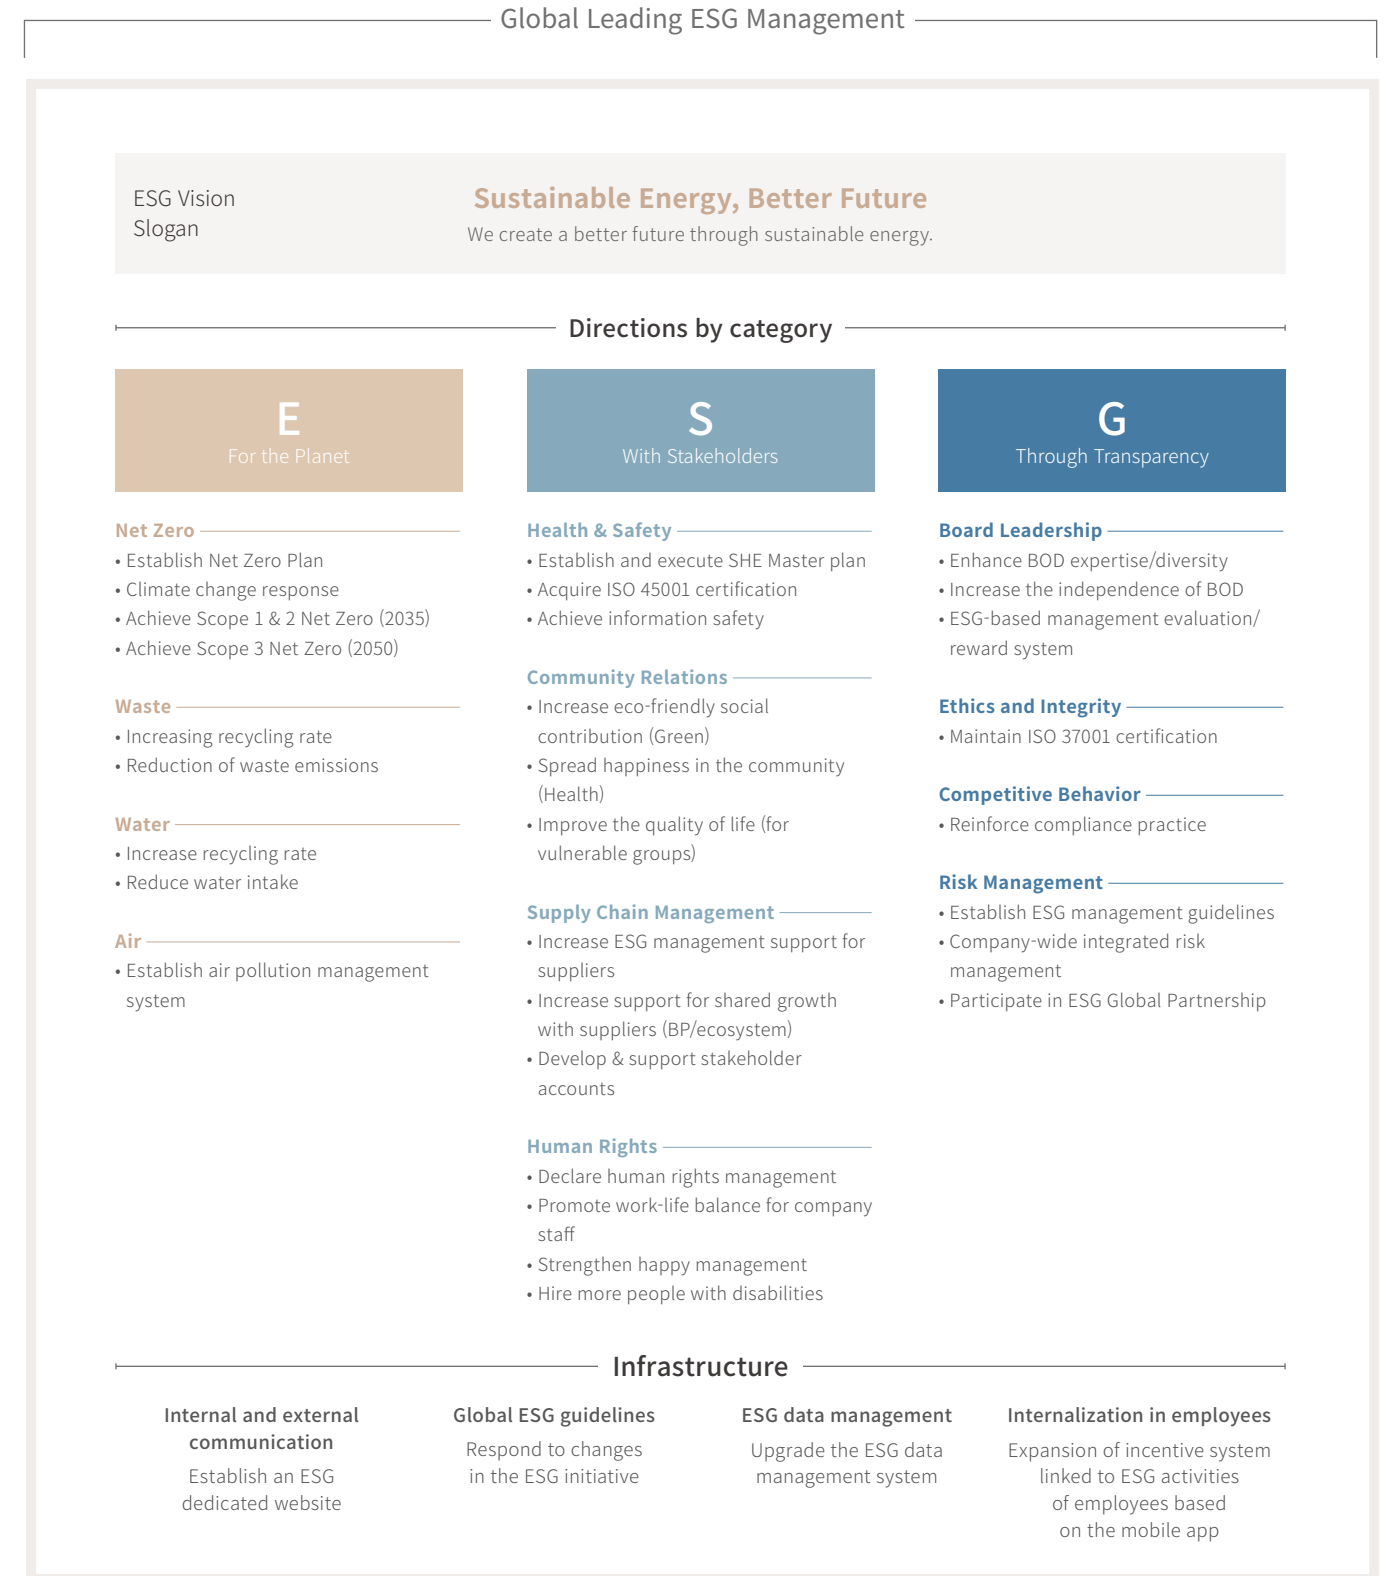 Global Leading ESG Management
ESG Vision
Slogan
Sustainable Energy, Better Future
We create a better future through sustainable energy.
Directions by category
E
For the Planet
Net Zero
• Establish Net Zero Plan
• Climate change response
• Achieve Scope 1 & 2 Net Zero (2035)
• Achieve Scope 3 Net Zero (2050)
Waste
• Increasing recycling rate
• Reduction of waste emissions
Water
• Increase recycling rate
• Reduce water intake
Air
• Establish air pollution management
system
S
With Stakeholders
Health & Safety
• Establish and execute SHE Master plan
• Acquire ISO 45001 certification
• Achieve information safety
Community Relations
• Increase eco-friendly social
contribution (Green)
• Spread happiness in the community
(Health)
• Improve the quality of life (for
vulnerable groups)
Supply Chain Management
• Increase ESG management support for
suppliers
• Increase support for shared growth
with suppliers (BP/ecosystem)
• Develop & support stakeholder
accounts
Human Rights
• Declare human rights management
• Promote work-life balance for company
staff
• Strengthen happy management
• Hire more people with disabilities
G
Through Transparency
Board Leadership
• Enhance BOD expertise/diversity
• Increase the independence of BOD
• ESG-based management evaluation/
reward system
Ethics and Integrity
• Maintain ISO 37001 certification
Competitive Behavior
• Reinforce compliance practice
Risk Management
• Establish ESG management guidelines
• Company-wide integrated risk
management
• Participate in ESG Global Partnership
Infrastructure
Internal and external
communication
Establish an ESG
dedicated website
Global ESG guidelines
Respond to changes
in the ESG initiative
ESG data management
Upgrade the ESG data
management system
Internalization in employees
Expansion of incentive system
linked to ESG activities
of employees based
on the mobile app